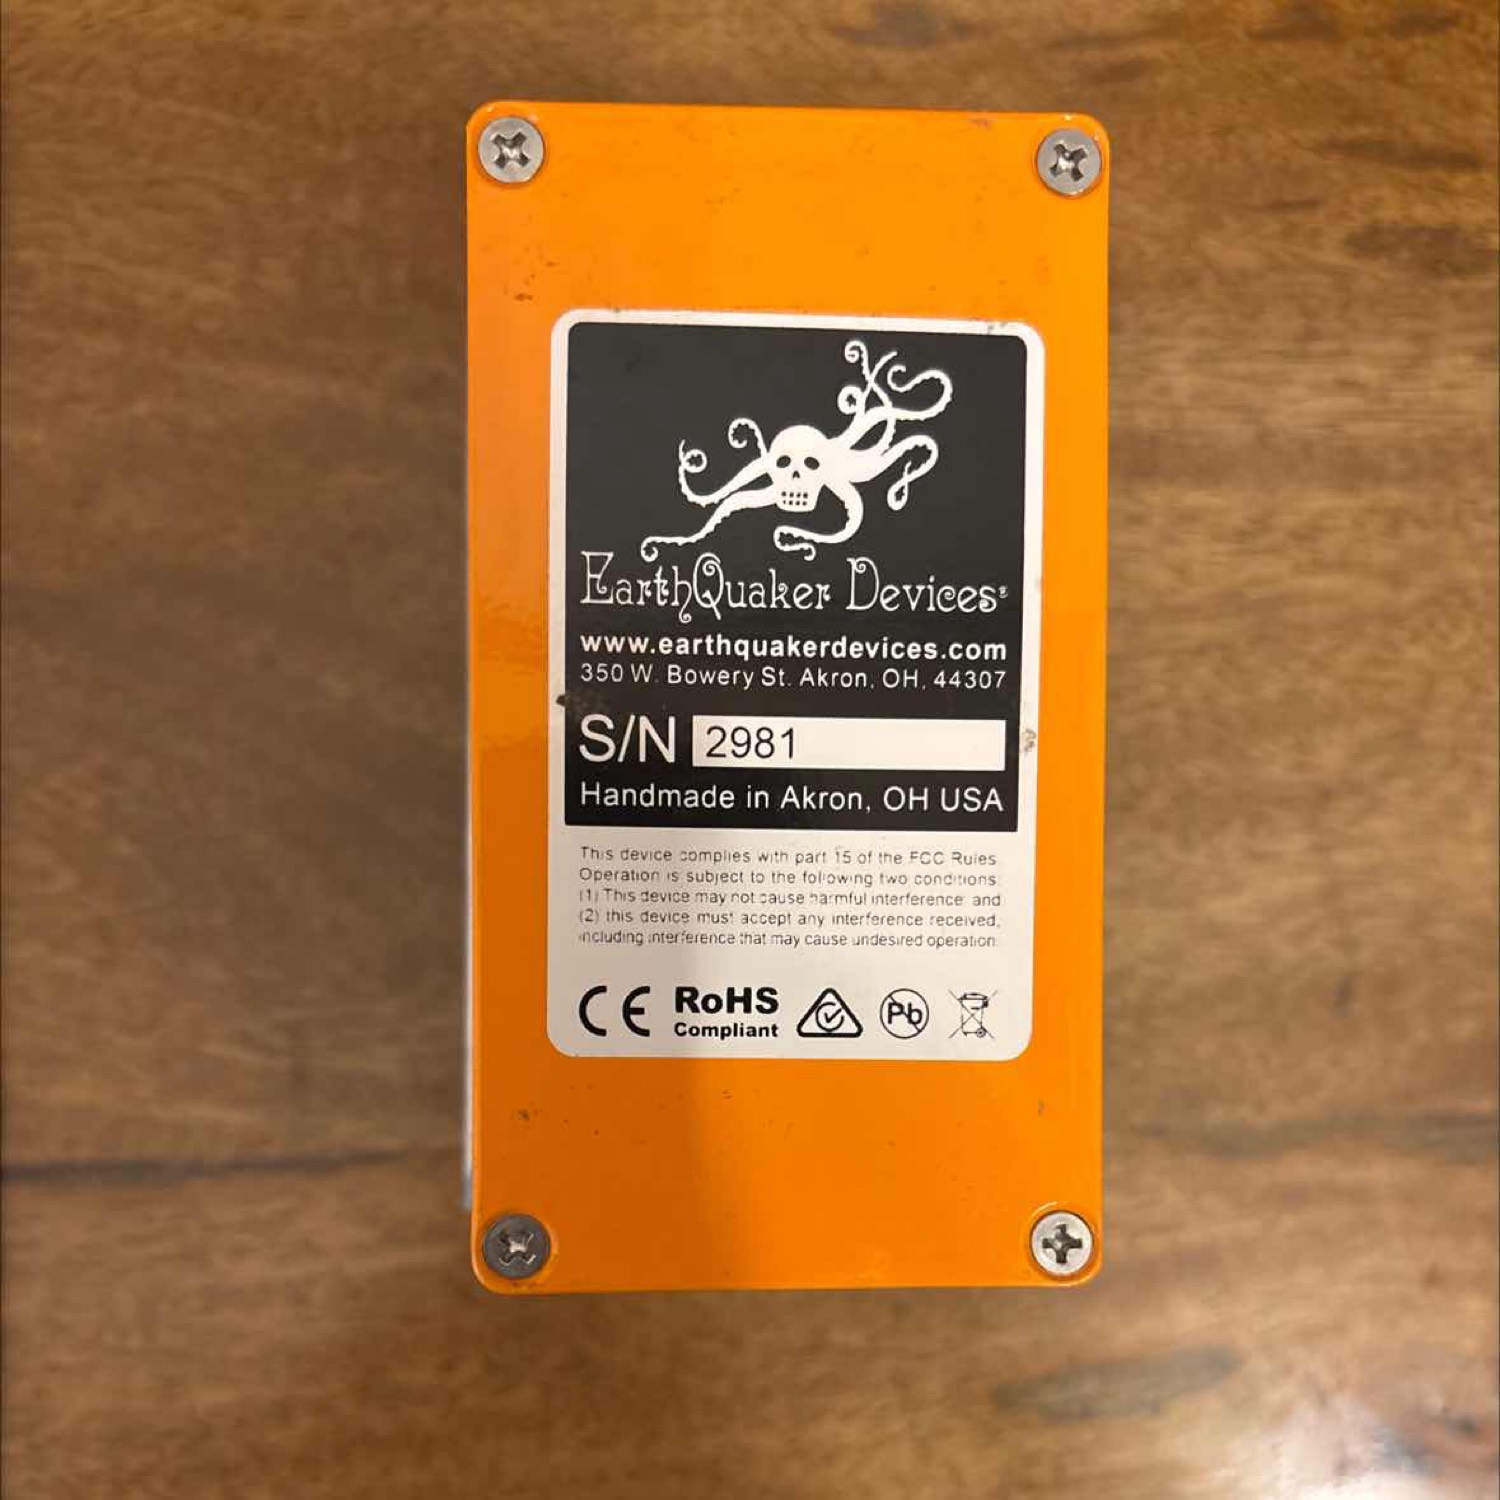 EarthQuaker Devices®
www.earthquakerdevices.com
350 W. Bowery St. Akron, OH, 44307
S/N 2981
Handmade in Akron, OH USA
This device complies with part 15 of the FCC Rules.
Operation is subject to the following two conditions:
(1) This device may not cause harmful interference and
(2) this device must accept any interference received,
including interference that may cause undesired operation.
CE RoHS Pb
Compliant